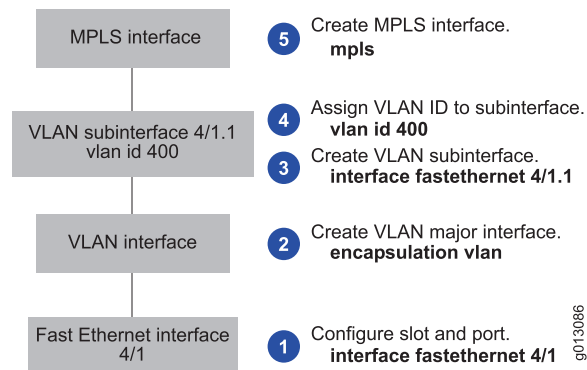 MPLS interface
5 Create MPLS interface.
mpls
VLAN subinterface 4/1.1
vlan id 400
4 Assign VLAN ID to subinterface.
vlan id 400
3 Create VLAN subinterface.
interface fastethernet 4/1.1
VLAN interface
2 Create VLAN major interface.
encapsulation vlan
Fast Ethernet interface
4/1
1 Configure slot and port.
interface fastethernet 4/1
g013086